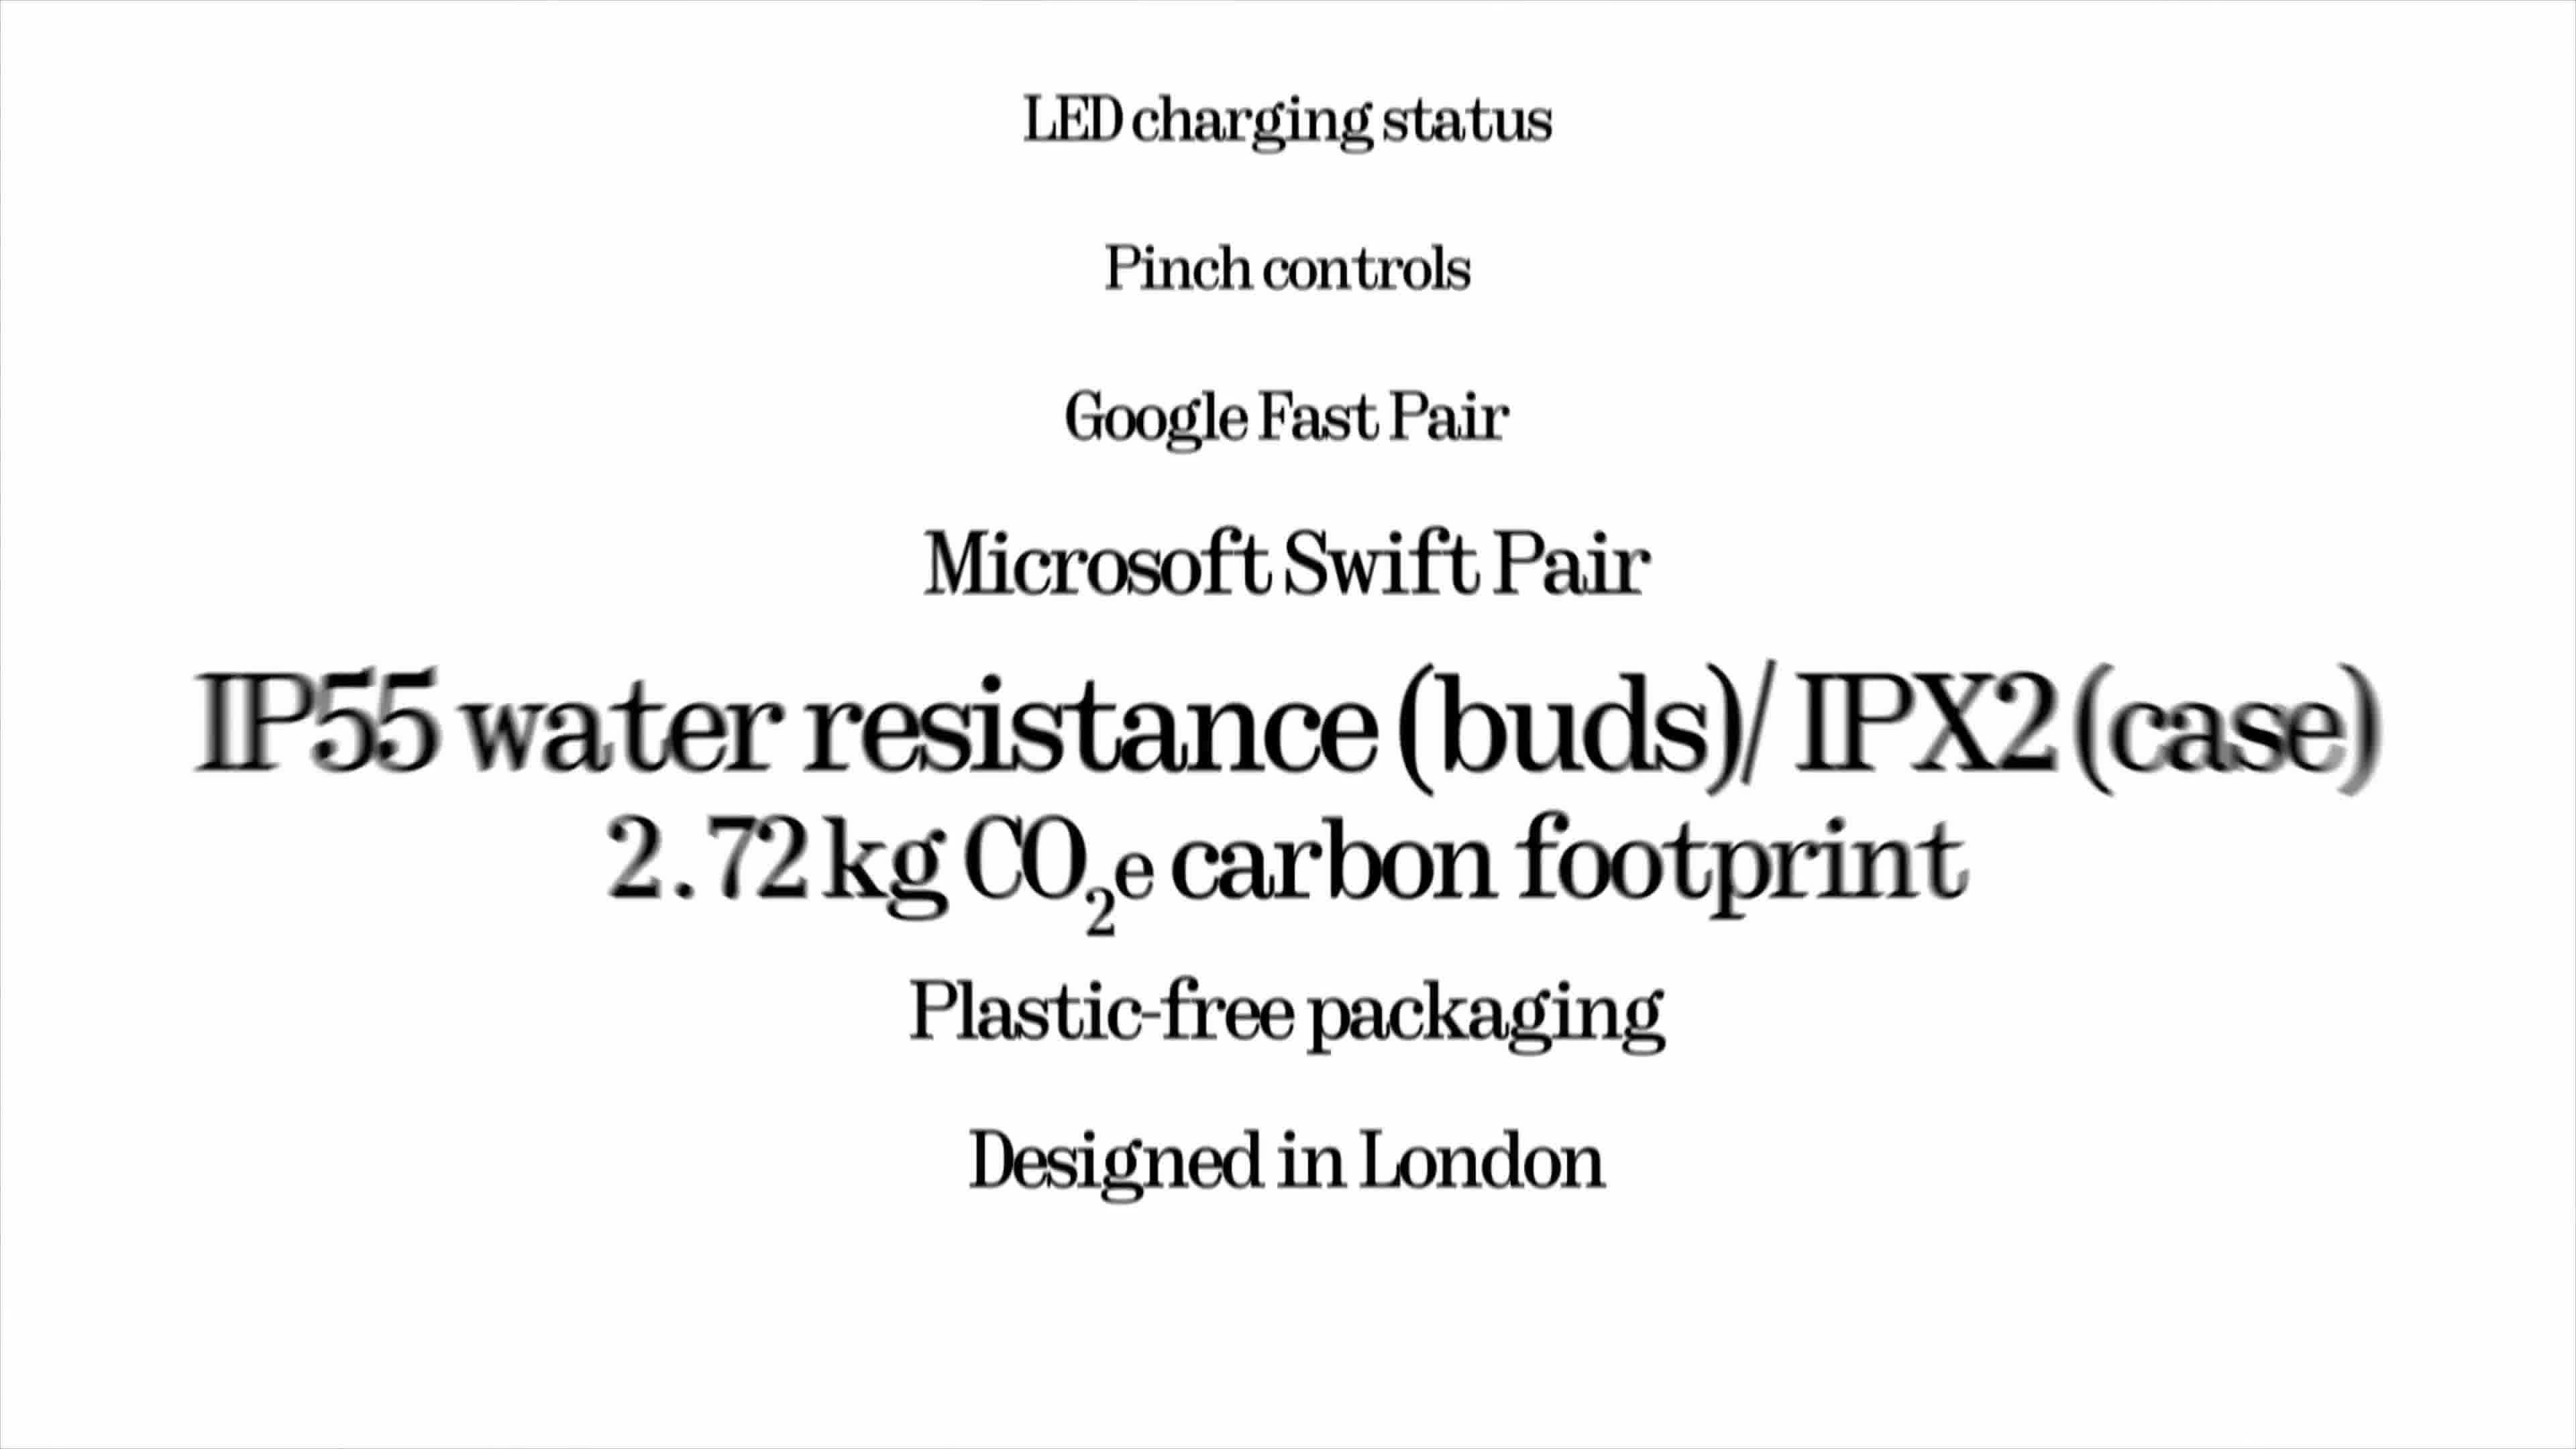 LED charging status
Pinch controls
Google Fast Pair
Microsoft Swift Pair
IP55 water resistance (buds)/ IPX2 (case)
2.72 kg CO₂e carbon footprint
Plastic-free packaging
Designed in London